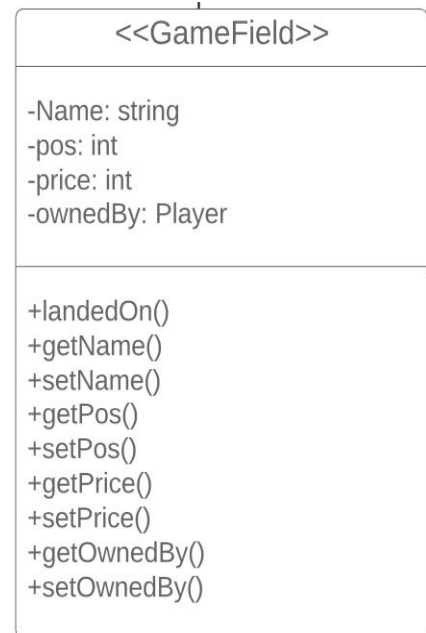 <<GameField>>
-Name: string
-pos: int
-price: int
-ownedBy: Player
+landedOn()
+getName()
+setName()
+getPos()
+setPos()
+getPrice()
+setPrice()
+getOwnedBy()
+setOwnedBy()